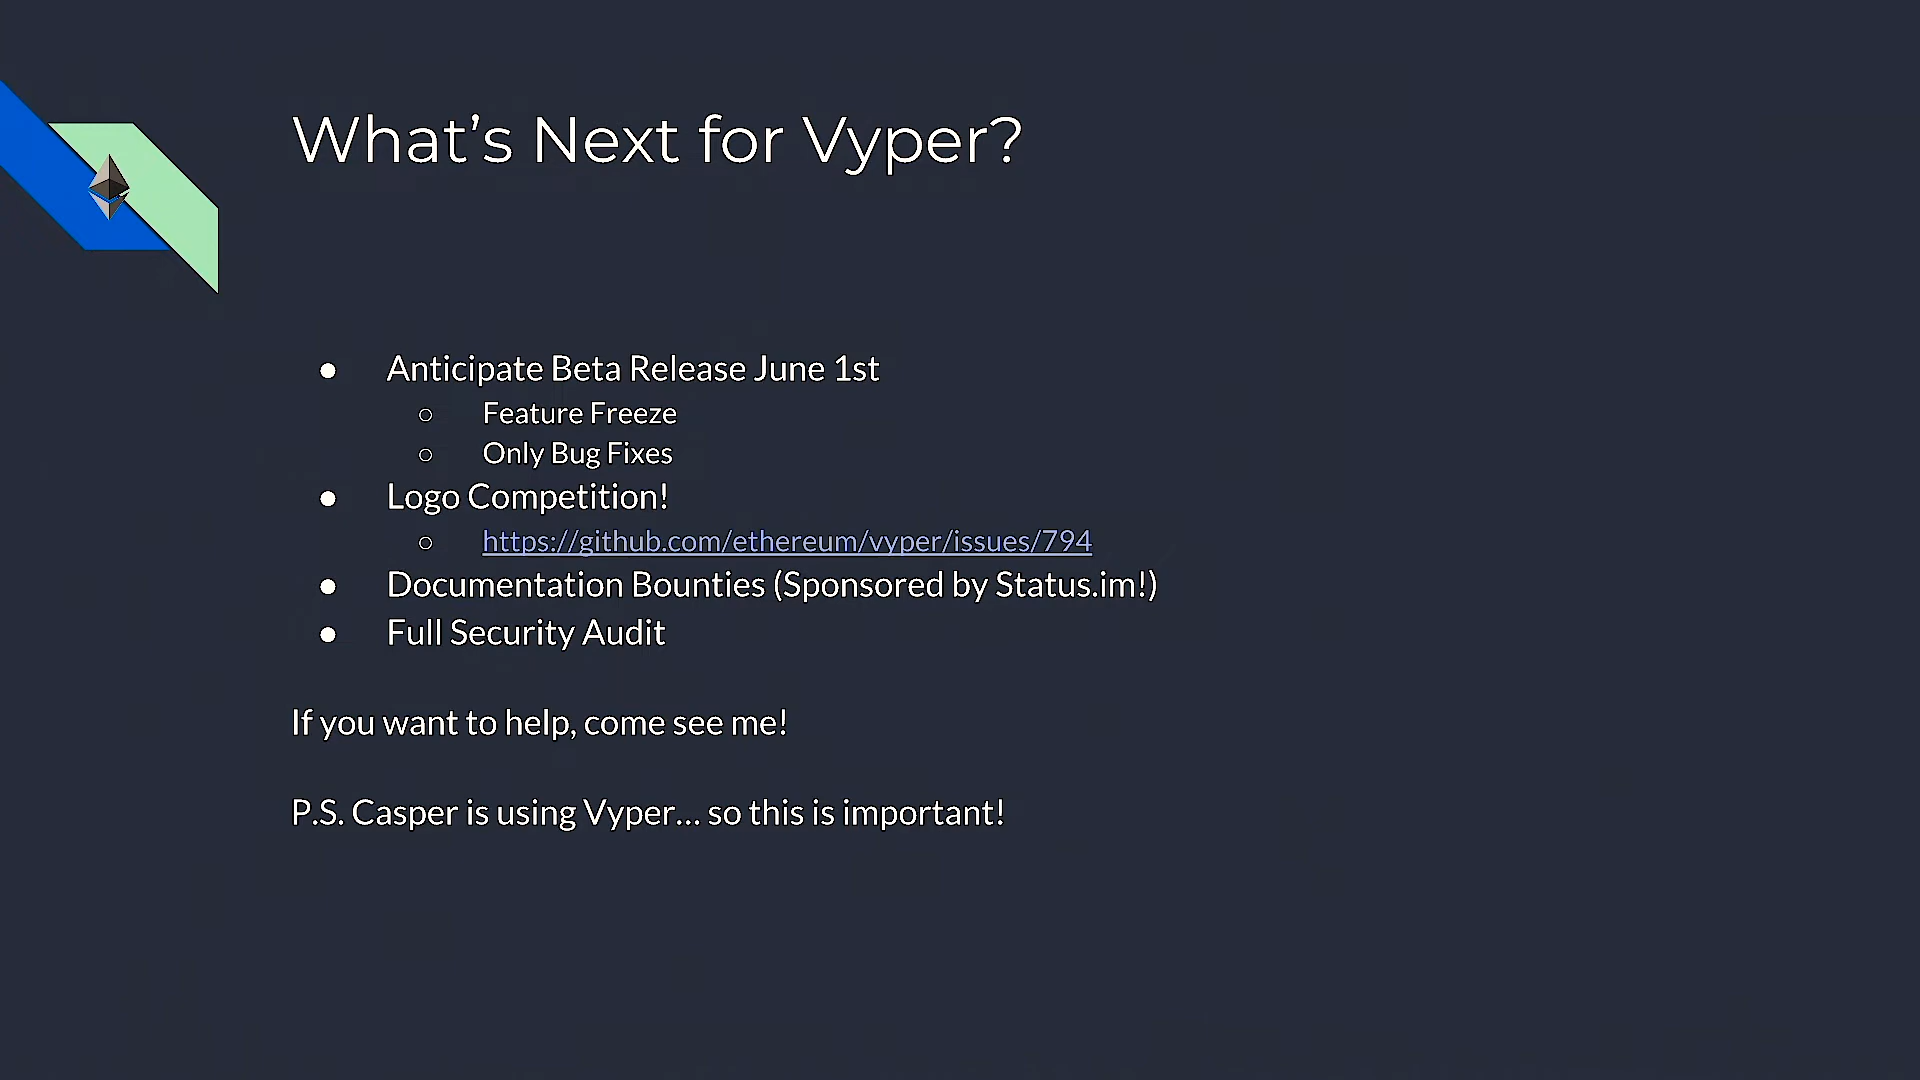 What’s Next for Vyper?
● Anticipate Beta Release June 1st
○ Feature Freeze
○ Only Bug Fixes
● Logo Competition!
○ https://github.com/ethereum/vyper/issues/794
● Documentation Bounties (Sponsored by Status.im!)
● Full Security Audit
If you want to help, come see me!
P.S. Casper is using Vyper... so this is important!